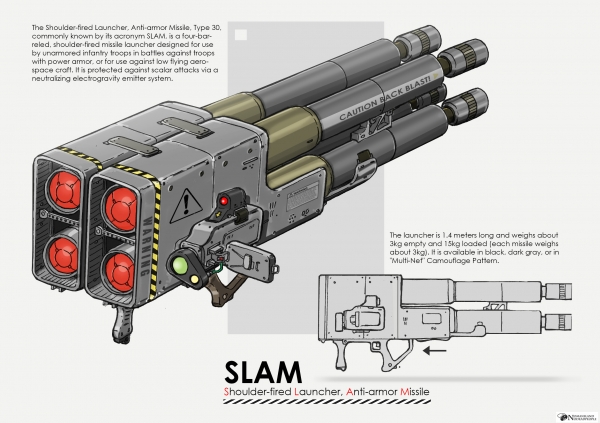 The Shoulder-fired Launcher, Anti-armor Missile, Type 30,
commonly known by its acronym SLAM, is a four-bar-
reled, shoulder-fired missile launcher designed for use
by unarmored infantry troops in battles against troops
with power armor, or for use against low flying aero-
space craft. It is protected against scalar attacks via a
neutralizing electrogravity emitter system.
CAUTION BACK BLAST!
WARNING
The launcher is 1.4 meters long and weighs about
3kg empty and 15kg loaded (each missile weighs
about 3kg). It is available in black, dark gray, or in
"Multi-Net" Camouflage Pattern.
SLAM
Shoulder-fired Launcher, Anti-armor Missile